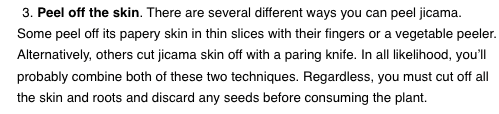 3. Peel off the skin. There are several different ways you can peel jicama.
Some peel off its papery skin in thin slices with their fingers or a vegetable peeler.
Alternatively, others cut jicama skin off with a paring knife. In all likelihood, you'll
probably combine both of these two techniques. Regardless, you must cut off all
the skin and roots and discard any seeds before consuming the plant.